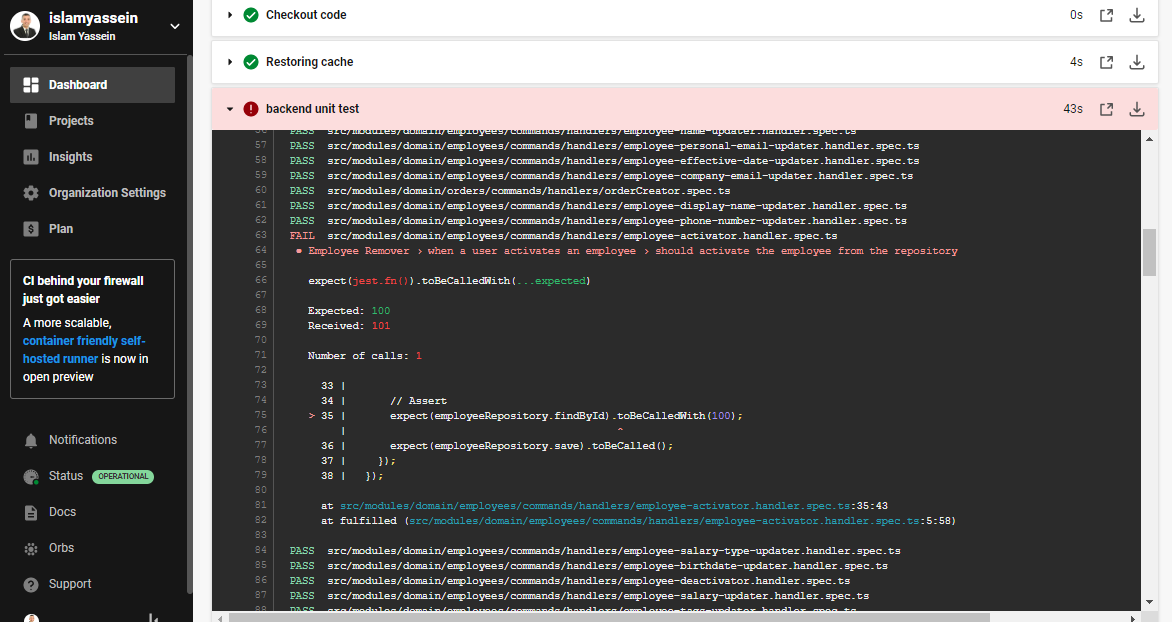 islamyassein
Islam Yassein
Dashboard
Projects
Insights
Organization Settings
Plan
CI behind your firewall
just got easier
A more scalable,
container friendly self-
hosted runner is now in
open preview
Notifications
Status OPERATIONAL
Docs
Orbs
Support
Checkout code 0s
Restoring cache 4s
backend unit test 43s
56 PASS src/modules/domain/employees/commands/handlers/employee-name-updater.handler.spec.ts
57 PASS src/modules/domain/employees/commands/handlers/employee-personal-email-updater.handler.spec.ts
58 PASS src/modules/domain/employees/commands/handlers/employee-effective-date-updater.handler.spec.ts
59 PASS src/modules/domain/employees/commands/handlers/employee-company-email-updater.handler.spec.ts
60 PASS src/modules/domain/orders/commands/handlers/orderCreator.spec.ts
61 PASS src/modules/domain/employees/commands/handlers/employee-display-name-updater.handler.spec.ts
62 PASS src/modules/domain/employees/commands/handlers/employee-phone-number-updater.handler.spec.ts
63 FAIL src/modules/domain/employees/commands/handlers/employee-activator.handler.spec.ts
64 ● Employee Remover › when a user activates an employee › should activate the employee from the repository
65
66 expect(jest.fn()).toBeCalledWith(...expected)
67
68 Expected: 100
69 Received: 101
70
71 Number of calls: 1
72
73 33 |
74 34 | // Assert
75 > 35 | expect(employeeRepository.findById).toBeCalledWith(100);
76 | ^
77 36 | expect(employeeRepository.save).toBeCalled();
78 37 | });
79 38 | });
80
81 at src/modules/domain/employees/commands/handlers/employee-activator.handler.spec.ts:35:43
82 at fulfilled (src/modules/domain/employees/commands/handlers/employee-activator.handler.spec.ts:5:58)
83
84 PASS src/modules/domain/employees/commands/handlers/employee-salary-type-updater.handler.spec.ts
85 PASS src/modules/domain/employees/commands/handlers/employee-birthdate-updater.handler.spec.ts
86 PASS src/modules/domain/employees/commands/handlers/employee-deactivator.handler.spec.ts
87 PASS src/modules/domain/employees/commands/handlers/employee-salary-updater.handler.spec.ts
88 PASS src/modules/domain/employees/commands/handlers/employee-tags-updater.handler.spec.ts